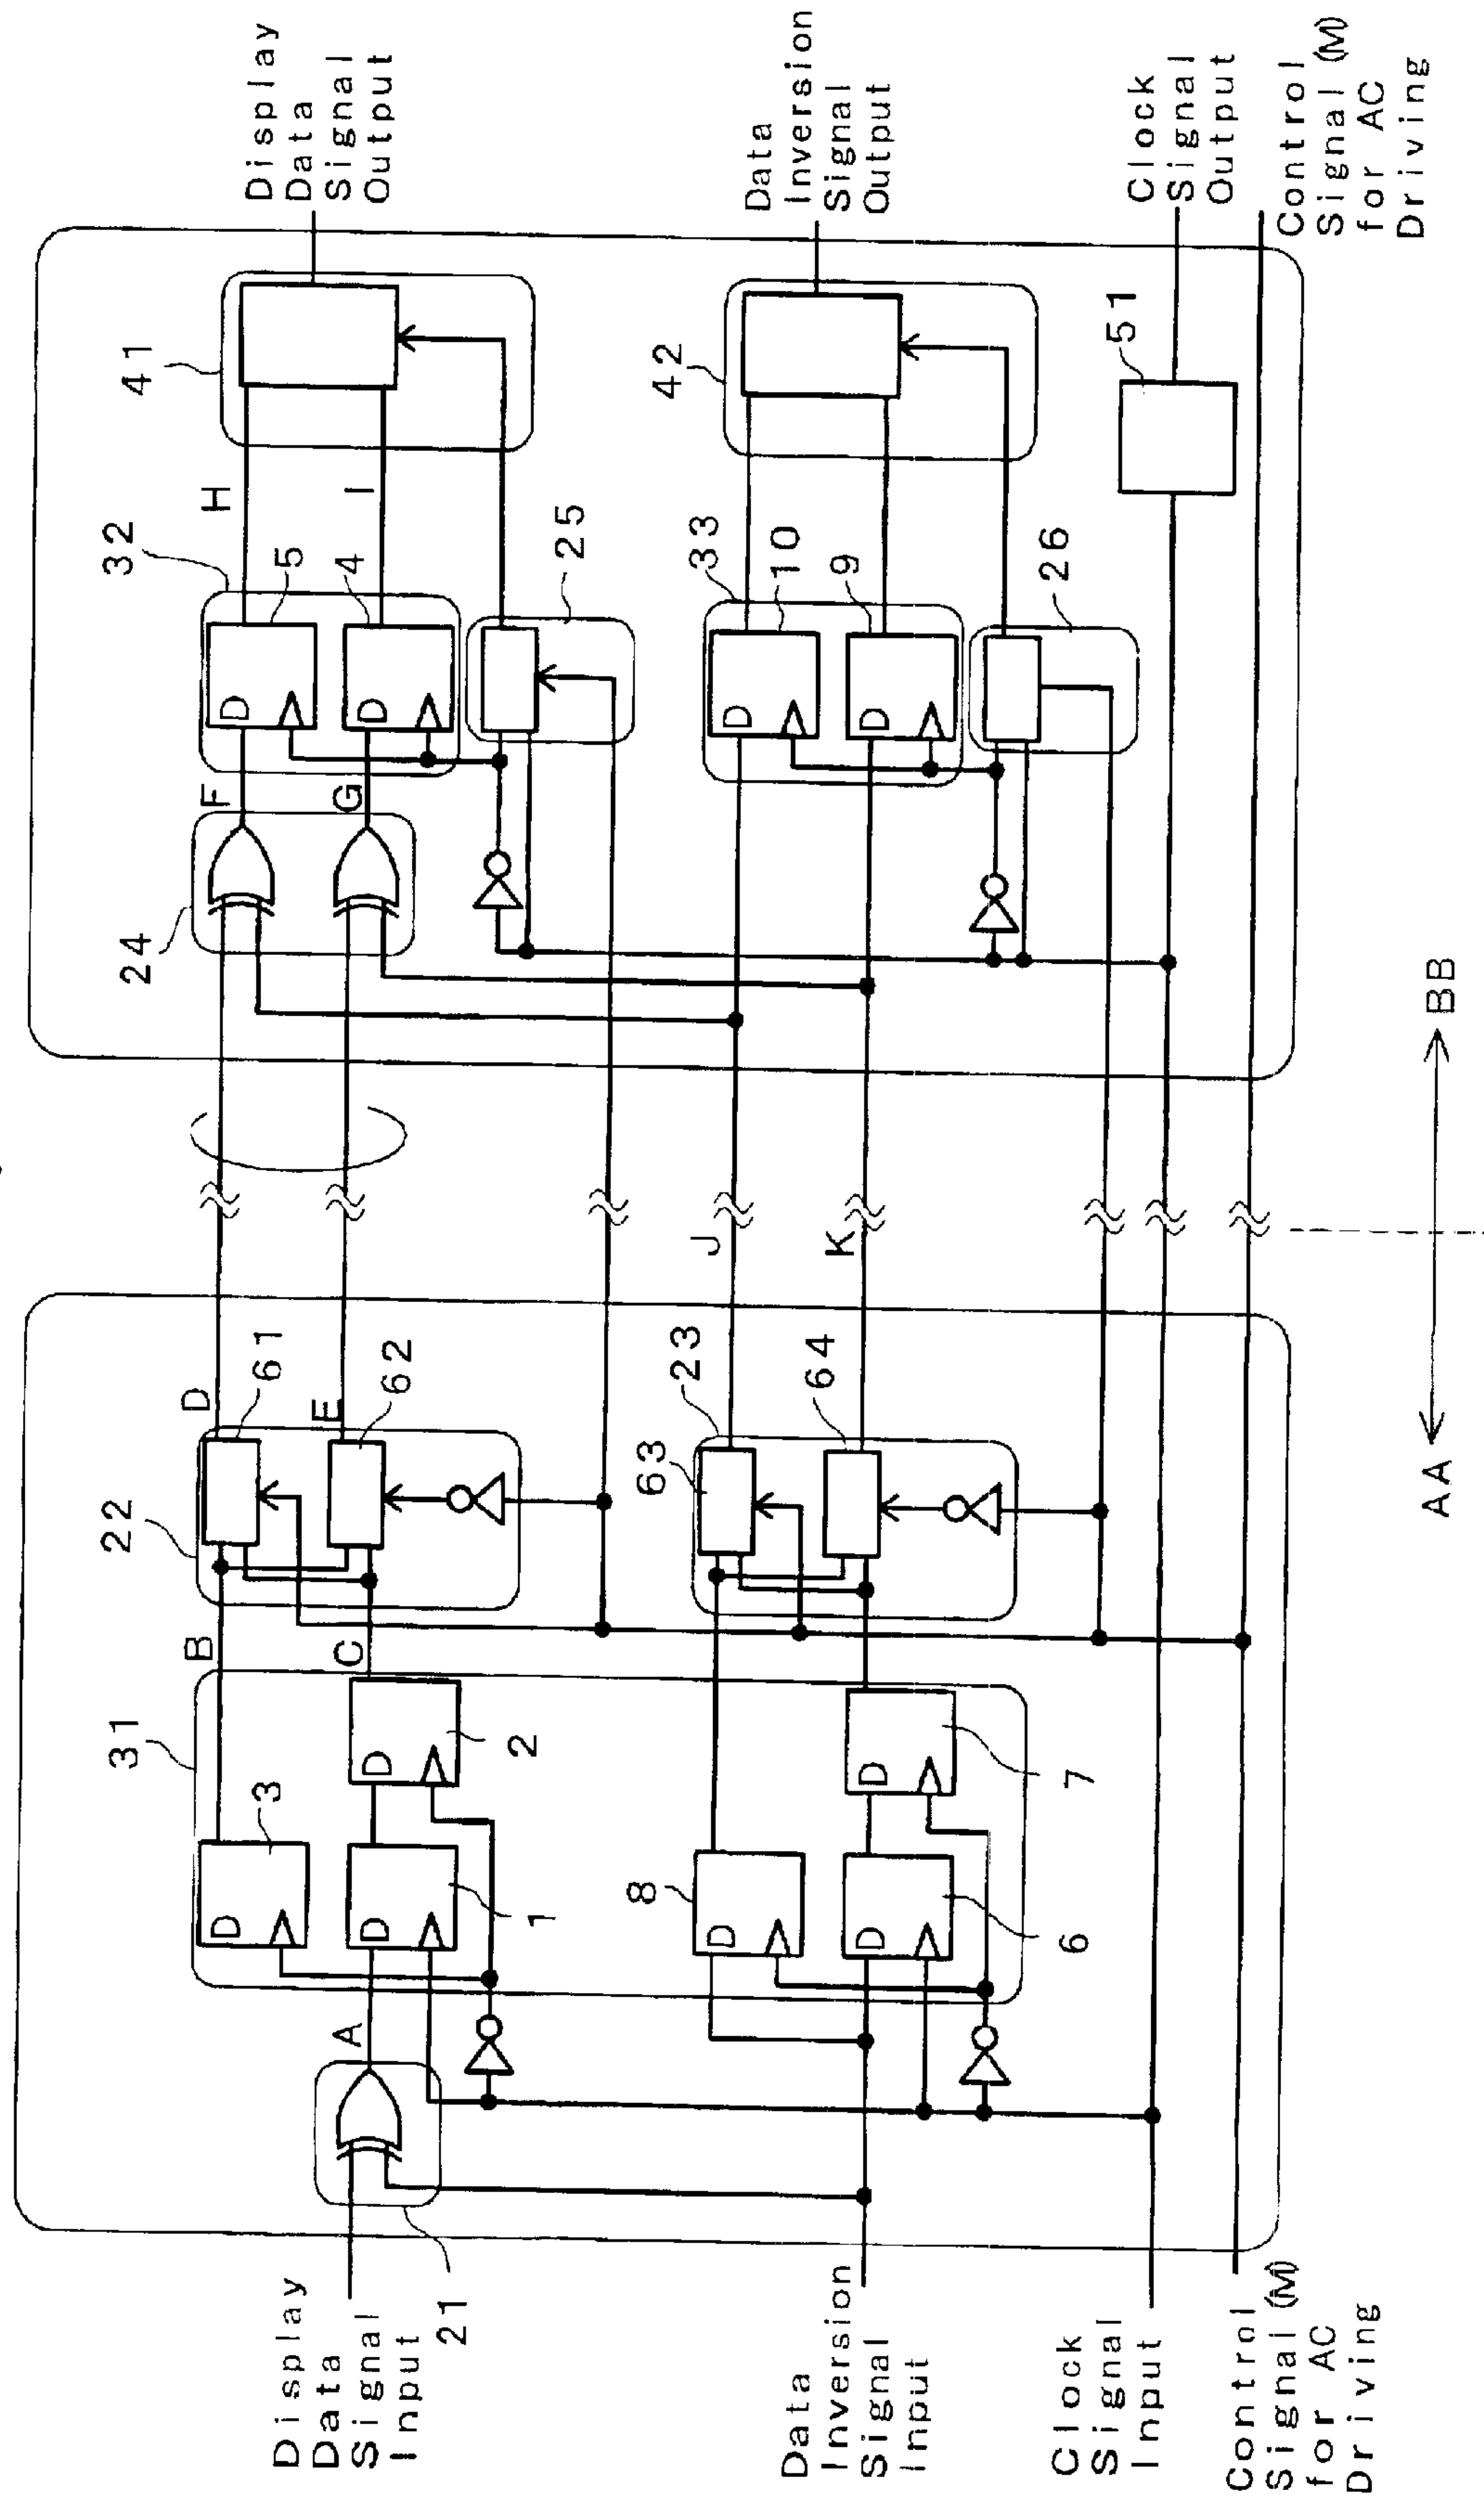 Display
Data
Signal
Input
21
Data
Inversion
Signal
Input
Clock
Signal
Input
Control
Signal (M)
for AC
Driving
A
31
3
D
D
1
D
2
8
D
D
6
D
7
B
C
22
D
61
E
62
23
63
64
J
K
AA
BB
24
F
G
32
D
5
D
4
25
H
I
33
D
10
D
9
26
41
42
51
Display
Data
Signal
Output
Data
Inversion
Signal
Output
Clock
Signal
Output
Control
Signal (M)
for AC
Driving